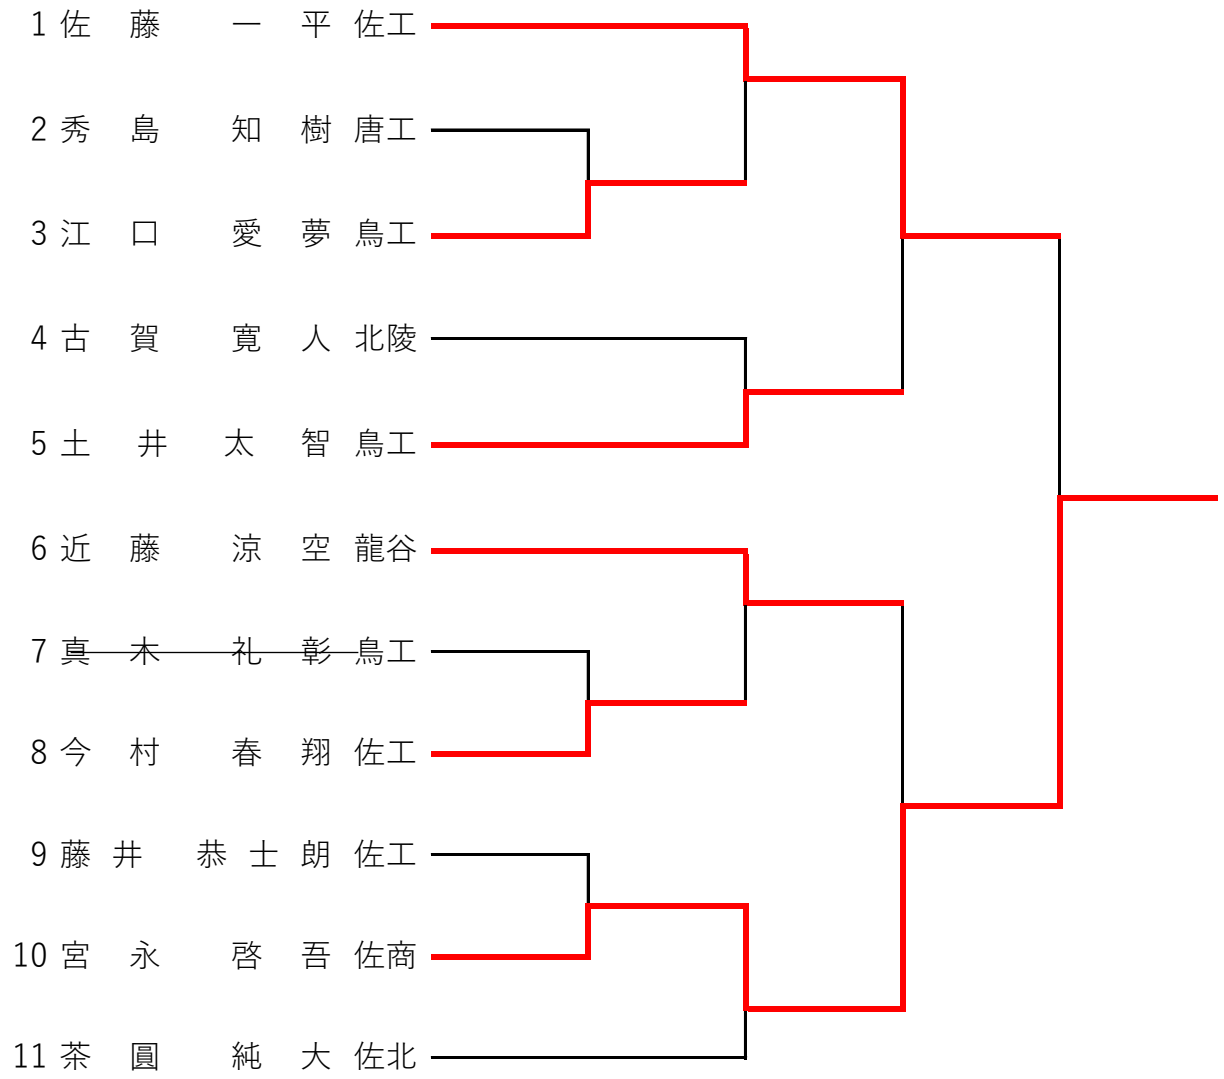 1 佐藤 一平 佐工
2 秀島 知樹 唐工
3 江口 愛夢 鳥工
4 古賀 寛人 北陵
5 土井 太智 鳥工
6 近藤 涼空 龍谷
7 真木 礼彰 鳥工
8 今村 春翔 佐工
9 藤井 恭士朗 佐工
10 宮永 啓吾 佐商
11 茶圓 純大 佐北